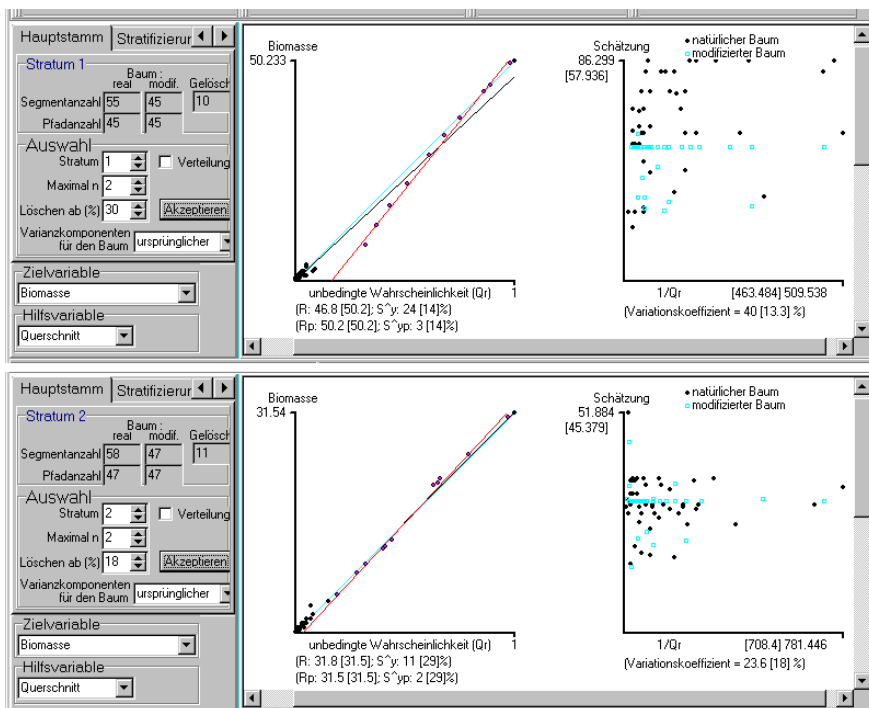 Hauptstamm Stratifizierur
Stratum 1
Baum :
real modif. Gelösch
Segmentanzahl 55 45 10
Pfadanzahl 45 45
Auswahl
Stratum 1 Verteilung
Maximal n 2
Löschen ab (%) 30 Akzeptieren
Varianzkomponenten
für den Baum ursprünglicher
Zielvariable
Biomasse
Hilfsvariable
Querschnitt
Biomasse
50.233
unbedingte Wahrscheinlichkeit (Qr) 1
(R: 46.8 [50.2]; S^y: 24 [14]%)
(Rp: 50.2 [50.2]; S^yp: 3 [14]%)
Schätzung
86.299
[57.936]
natürlicher Baum
modifizierter Baum
1/Qr [463.484] 509.538
(Variationskoeffizient = 40 [13.3] %)
Hauptstamm Stratifizierur
Stratum 2
Baum :
real modif. Gelösch
Segmentanzahl 58 47 11
Pfadanzahl 47 47
Auswahl
Stratum 2 Verteilung
Maximal n 2
Löschen ab (%) 18 Akzeptieren
Varianzkomponenten
für den Baum ursprünglicher
Zielvariable
Biomasse
Hilfsvariable
Querschnitt
Biomasse
31.54
unbedingte Wahrscheinlichkeit (Qr) 1
(R: 31.8 [31.5]; S^y: 11 [29]%)
(Rp: 31.5 [31.5]; S^yp: 2 [29]%)
Schätzung
51.884
[45.379]
natürlicher Baum
modifizierter Baum
1/Qr [708.4] 781.446
(Variationskoeffizient = 23.6 [18] %)